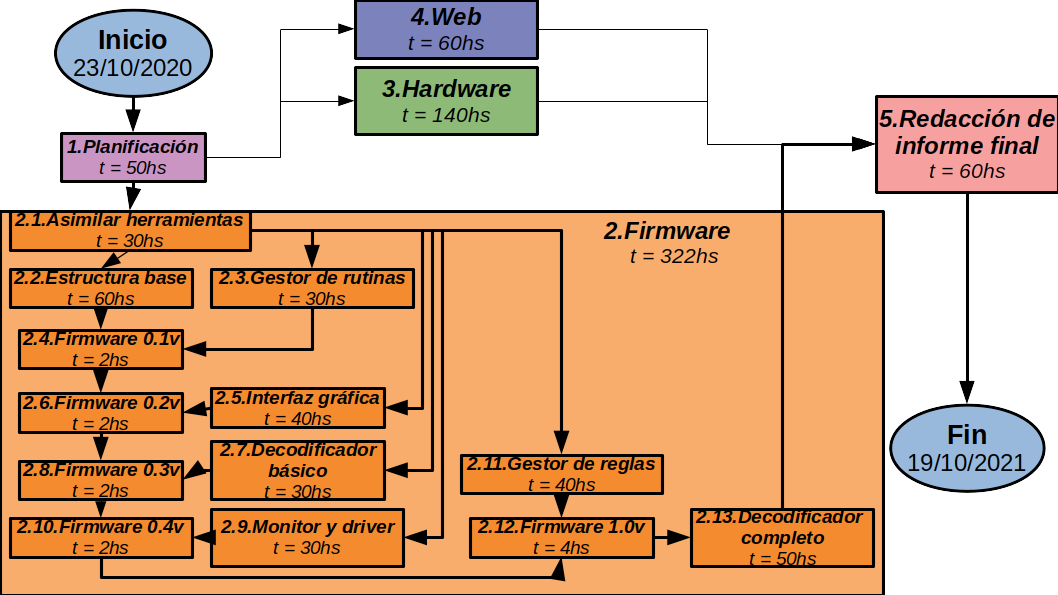 Inicio
23/10/2020
4.Web
t = 60hs
3.Hardware
t = 140hs
1.Planificación
t = 50hs
5.Redacción de
informe final
t = 60hs
2.Firmware
t = 322hs
2.1.Asimilar herramientas
t = 30hs
2.2.Estructura base
t = 60hs
2.3.Gestor de rutinas
t = 30hs
2.4.Firmware 0.1v
t = 2hs
2.6.Firmware 0.2v
t = 2hs
2.5.Interfaz gráfica
t = 40hs
2.8.Firmware 0.3v
t = 2hs
2.7.Decodificador
básico
t = 30hs
2.10.Firmware 0.4v
t = 2hs
2.9.Monitor y driver
t = 30hs
2.11.Gestor de reglas
t = 40hs
2.12.Firmware 1.0v
t = 4hs
2.13.Decodificador
completo
t = 50hs
Fin
19/10/2021